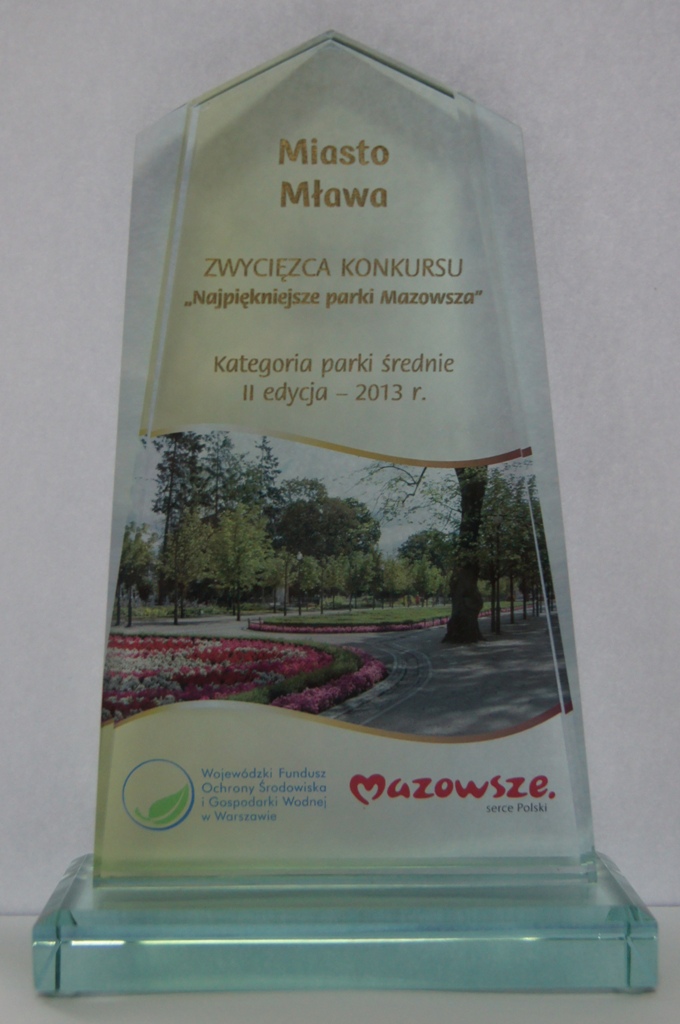 Miasto
Mława
ZWYCIĘZCA KONKURSU
„Najpiękniejsze parki Mazowsza”
Kategoria parki średnie
II edycja – 2013 r.
Wojewódzki Fundusz
Ochrony Środowiska
i Gospodarki Wodnej
w Warszawie
Mazowsze.
serce Polski